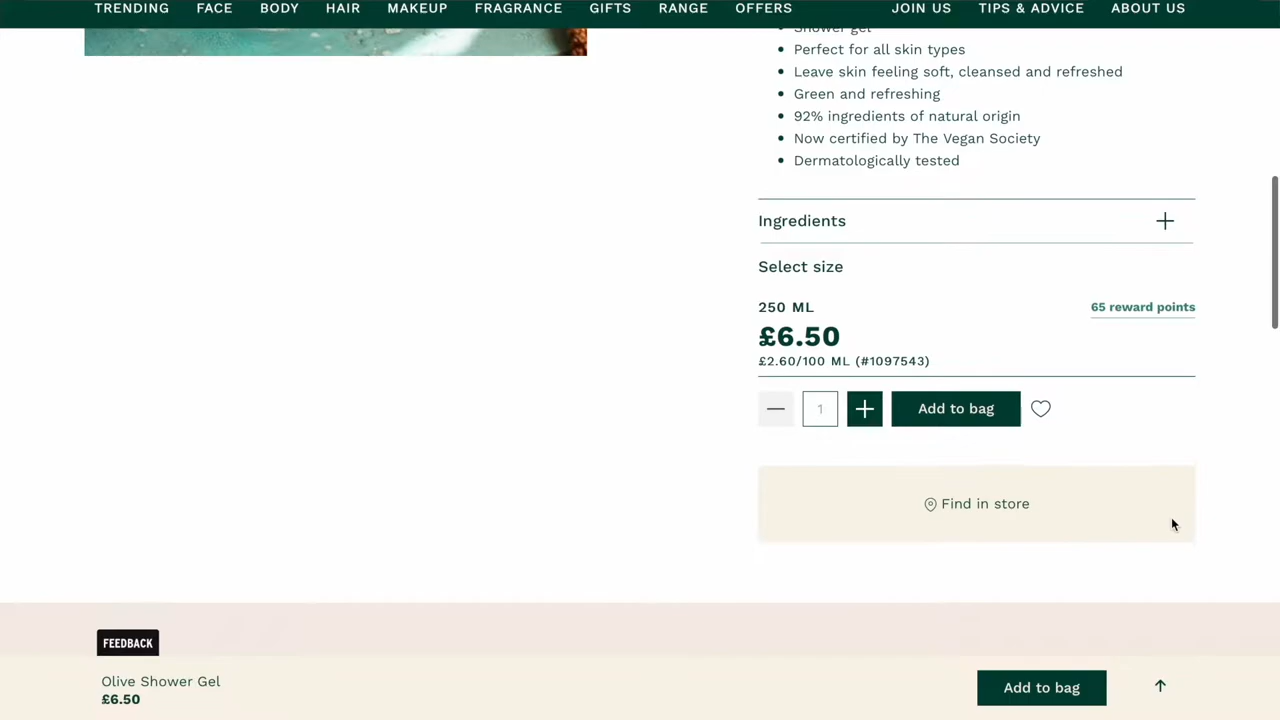 TRENDING FACE BODY HAIR MAKEUP FRAGRANCE GIFTS RANGE OFFERS JOIN US TIPS & ADVICE ABOUT US
Shower gel
Perfect for all skin types
Leave skin feeling soft, cleansed and refreshed
Green and refreshing
92% ingredients of natural origin
Now certified by The Vegan Society
Dermatologically tested
Ingredients
Select size
250 ML 65 reward points
£6.50
£2.60/100 ML (#1097543)
1 Add to bag
Find in store
FEEDBACK
Olive Shower Gel
£6.50
Add to bag